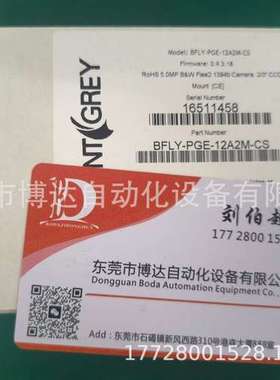 Model: BFLY-PGE-12A2M-CS
Firmware: 0.4.3.18
RoHS 5.0MP B&W Flea2 1394b Camera, 2/3" CCD
Mount (CE)
Serial Number
16511458
Part Number
BFLY-PGE-12A2M-CS
NT GREY
市博达自动化设备有限公
刘伯
177 2800 15
东莞市博达自动化设备有限公
Dongguan Boda Automation Equipment Co.
Add：东莞市石碣镇新风西路310号
17728001528.1